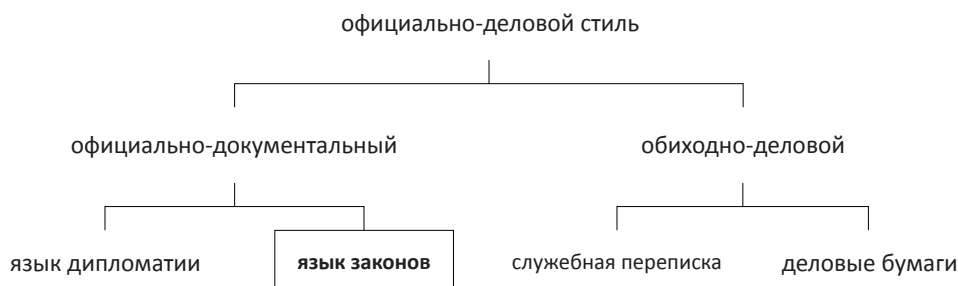 официально-деловой стиль
официально-документальный обиходно-деловой
язык дипломатии язык законов служебная переписка деловые бумаги